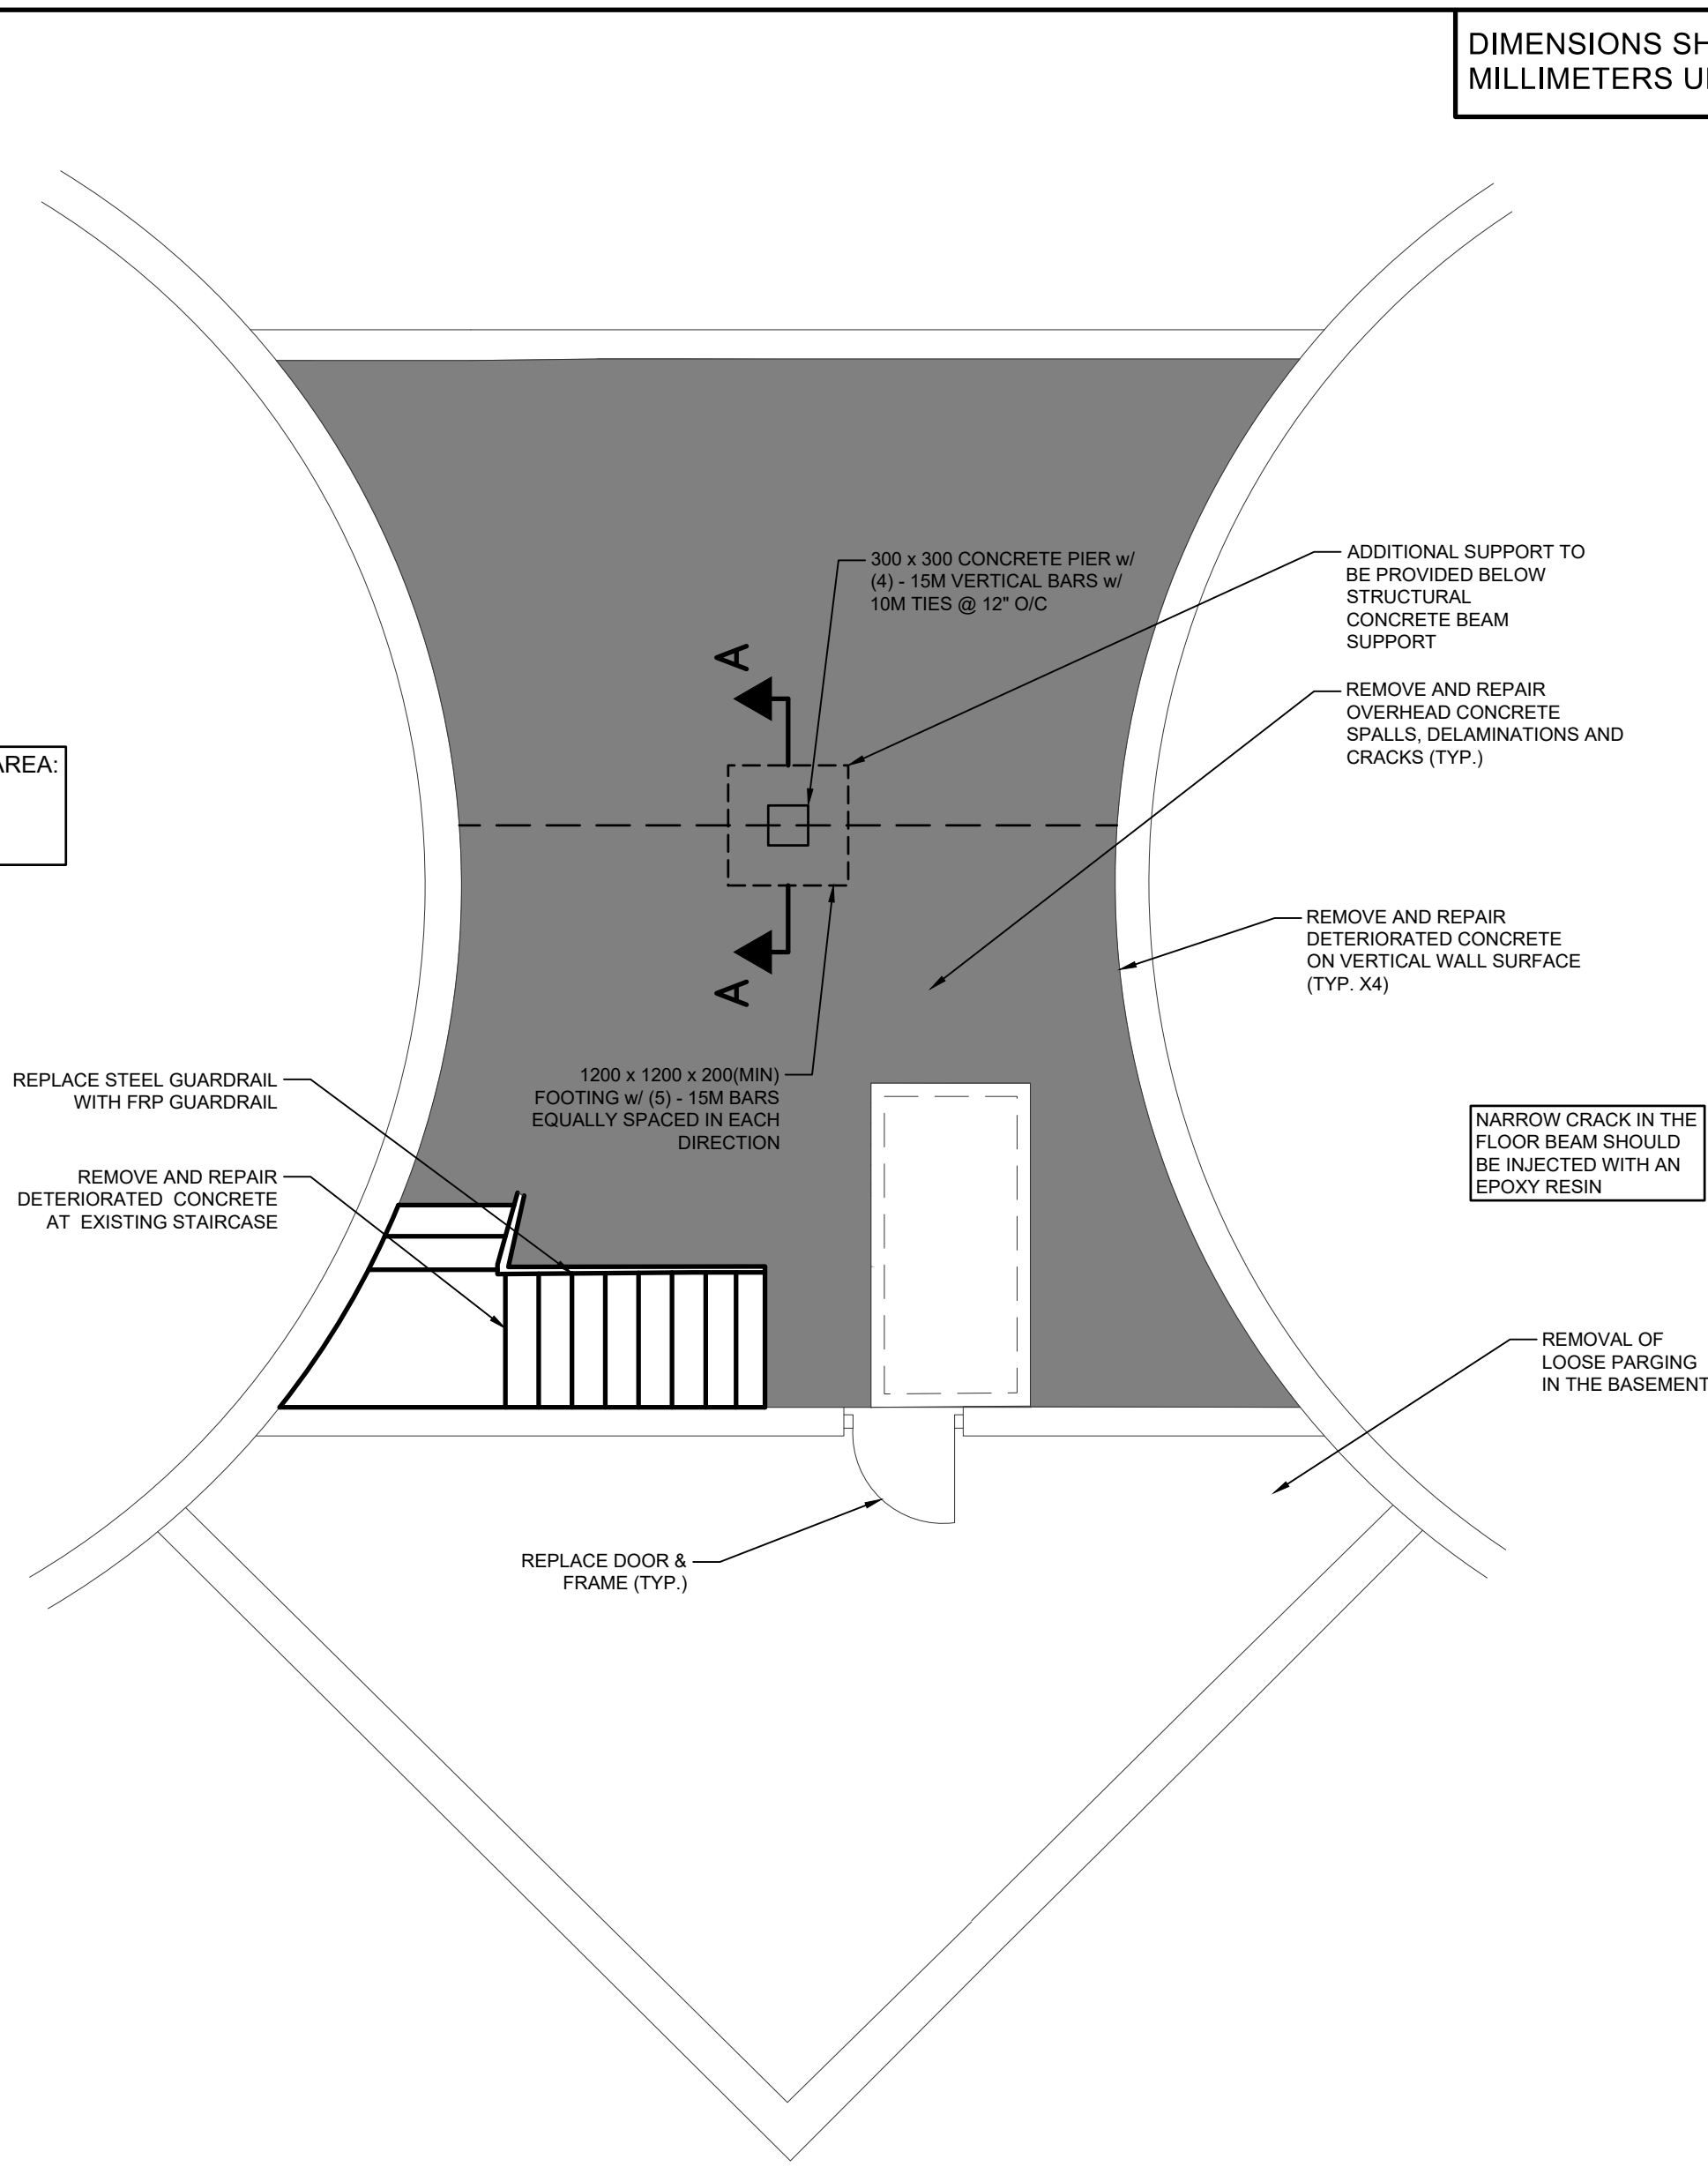 DIMENSIONS
MILLIMETERS
300 x 300 CONCRETE PIER w/
(4) - 15M VERTICAL BARS w/
10M TIES @ 12" O/C
ADDITIONAL SUPPORT TO
BE PROVIDED BELOW
STRUCTURAL
CONCRETE BEAM
SUPPORT
A
REMOVE AND REPAIR
OVERHEAD CONCRETE
SPALLS, DELAMINATIONS AND
CRACKS (TYP.)
AREA:
REMOVE AND REPAIR
DETERIORATED CONCRETE
ON VERTICAL WALL SURFACE
(TYP. X4)
A
REPLACE STEEL GUARDRAIL
WITH FRP GUARDRAIL
1200 x 1200 x 200(MIN)
FOOTING w/ (5) - 15M BARS
EQUALLY SPACED IN EACH
DIRECTION
NARROW CRACK IN THE
FLOOR BEAM SHOULD
BE INJECTED WITH AN
EPOXY RESIN
REMOVE AND REPAIR
DETERIORATED CONCRETE
AT EXISTING STAIRCASE
REMOVAL OF
LOOSE PARGING
IN THE BASEMENT
REPLACE DOOR &
FRAME (TYP.)